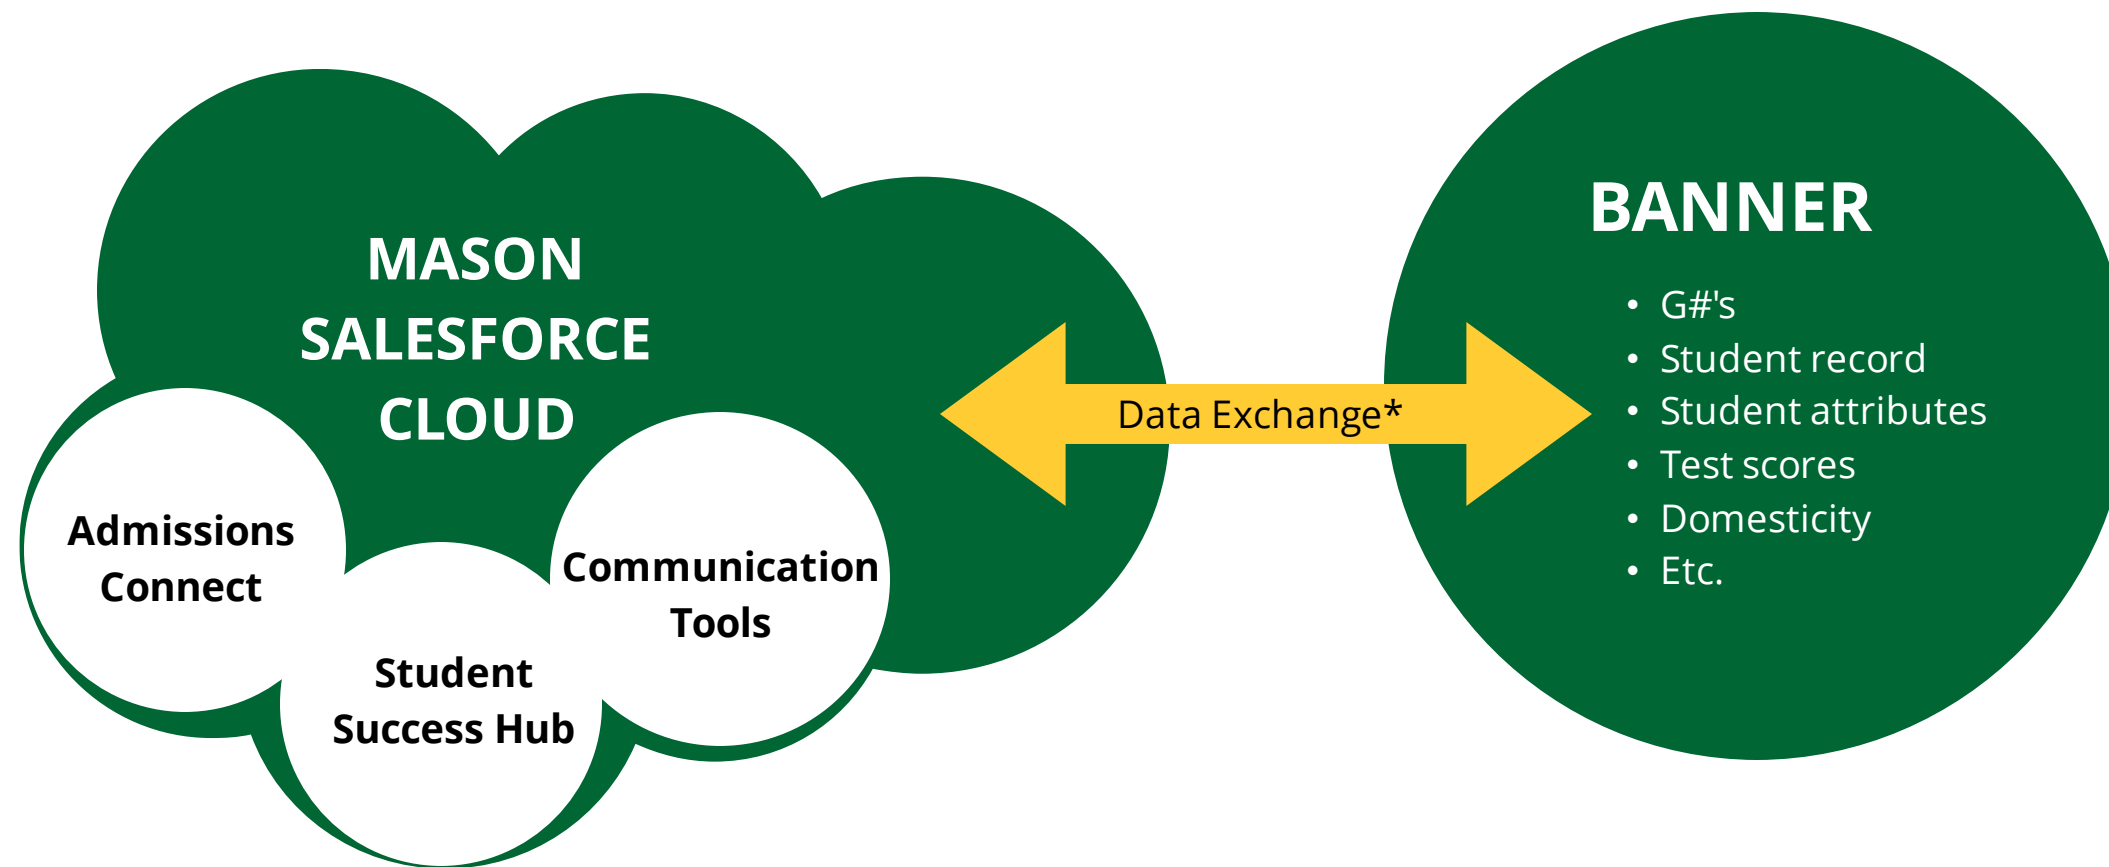 MASON
SALESFORCE
CLOUD
Admissions
Connect
Student
Success Hub
Communication
Tools
Data Exchange*
BANNER
• G#'s
• Student record
• Student attributes
• Test scores
• Domesticity
• Etc.